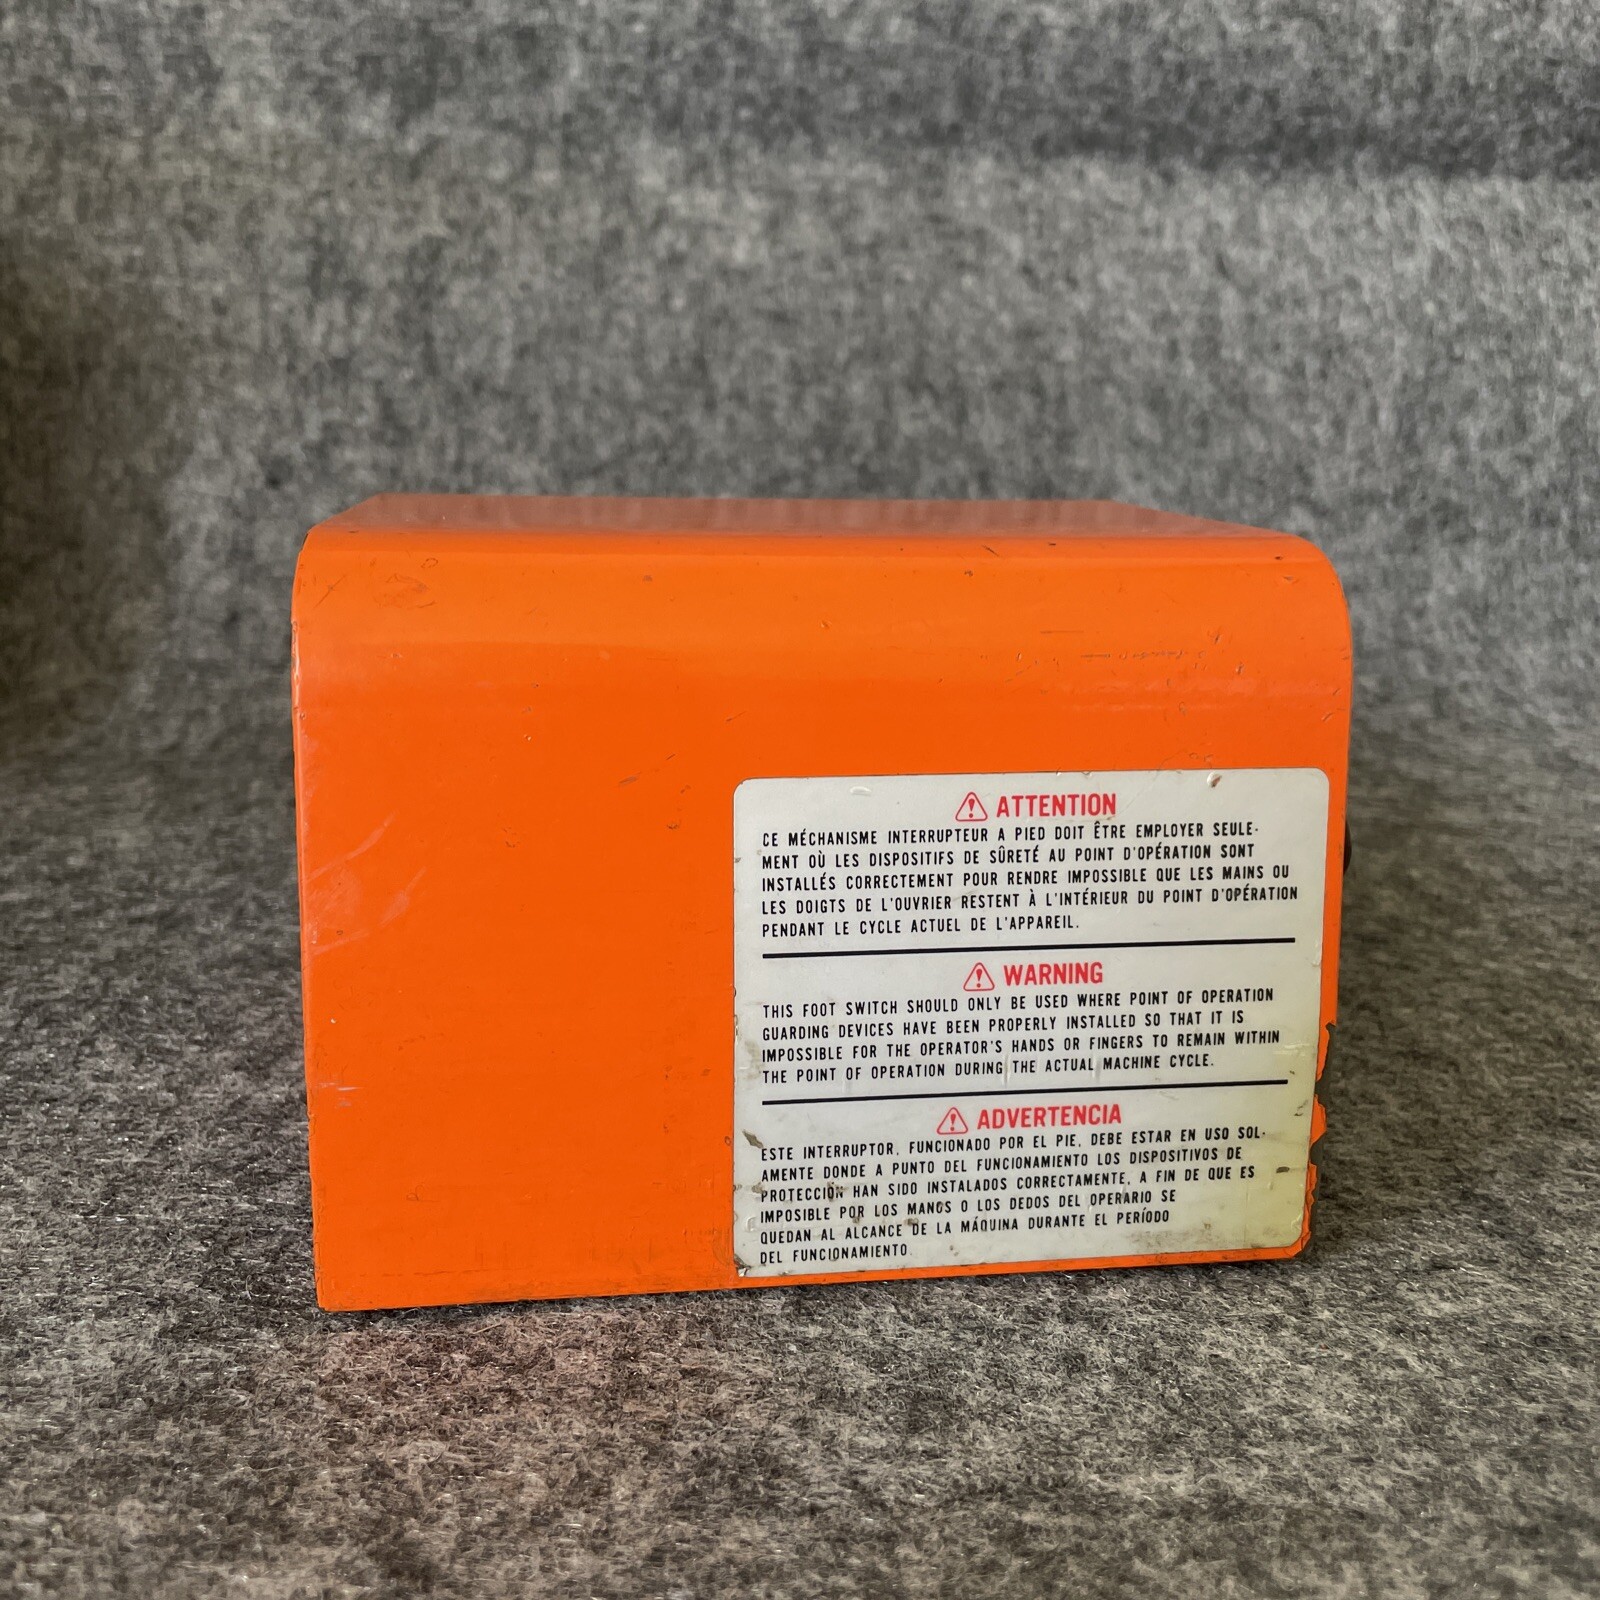 ATTENTION
CE MÉCHANISME INTERRUPTEUR A PIED DOIT ÊTRE EMPLOYER SEULE-
MENT OÙ LES DISPOSITIFS DE SÛRETÉ AU POINT D'OPÉRATION SONT
INSTALLÉS CORRECTEMENT POUR RENDRE IMPOSSIBLE QUE LES MAINS OU
LES DOIGTS DE L'OUVRIER RESTENT À L'INTÉRIEUR DU POINT D'OPÉRATION
PENDANT LE CYCLE ACTUEL DE L'APPAREIL.
WARNING
THIS FOOT SWITCH SHOULD ONLY BE USED WHERE POINT OF OPERATION
GUARDING DEVICES HAVE BEEN PROPERLY INSTALLED SO THAT IT IS
IMPOSSIBLE FOR THE OPERATOR'S HANDS OR FINGERS TO REMAIN WITHIN
THE POINT OF OPERATION DURING THE ACTUAL MACHINE CYCLE.
ADVERTENCIA
ESTE INTERRUPTOR, FUNCIONADO POR EL PIE, DEBE ESTAR EN USO SOL-
AMENTE DONDE A PUNTO DEL FUNCIONAMIENTO LOS DISPOSITIVOS DE
PROTECCIÓN HAN SIDO INSTALADOS CORRECTAMENTE, A FIN DE QUE ES
IMPOSIBLE POR LOS MANOS O LOS DEDOS DEL OPERARIO SE
QUEDAN AL ALCANCE DE LA MÁQUINA DURANTE EL PERÍODO
DEL FUNCIONAMIENTO.